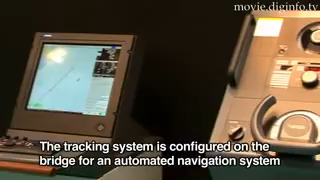 movie.diginfo.tv
The tracking system is configured on the
bridge for an automated navigation system